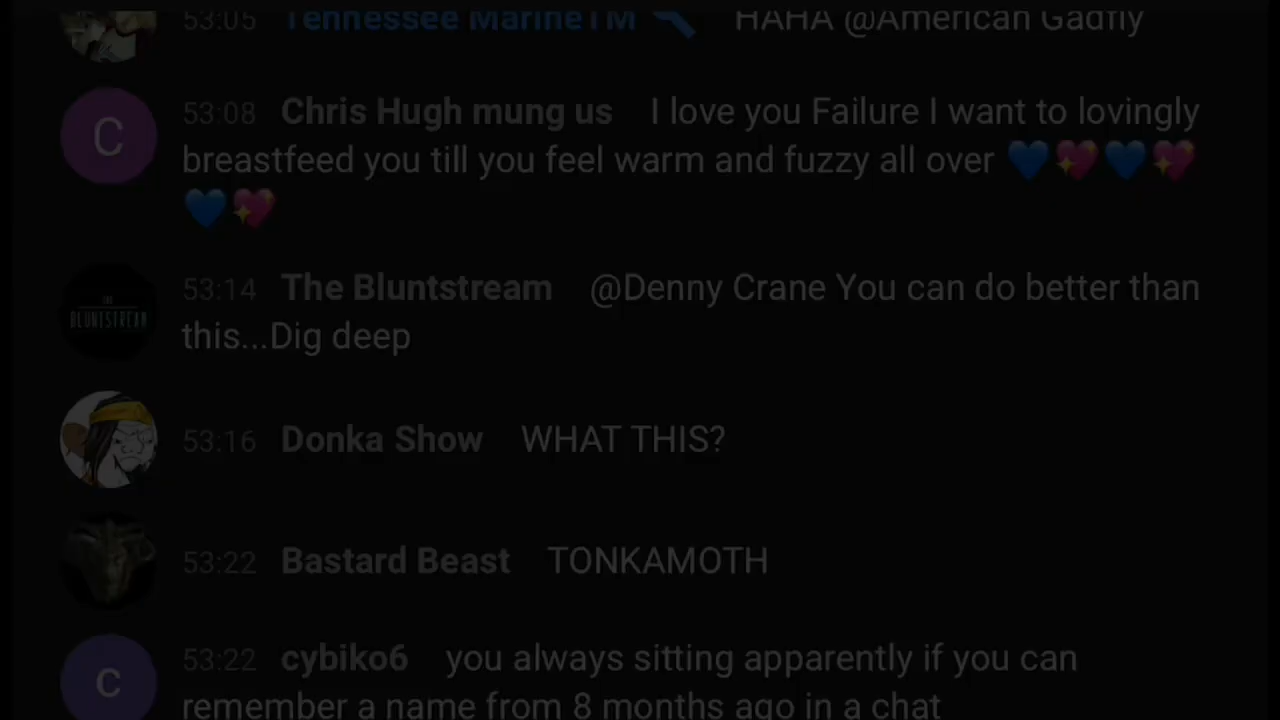 53:05 Tennessee MarineTM HAHA @American Gadfly
C 53:08 Chris Hugh mung us I love you Failure I want to lovingly
breastfeed you till you feel warm and fuzzy all over 💙💖💙💖
💙💖
THE
BLUNTSTREAM
53:14 The Bluntstream @Denny Crane You can do better than
this...Dig deep
53:16 Donka Show WHAT THIS?
53:22 Bastard Beast TONKAMOTH
c 53:22 cybiko6 you always sitting apparently if you can
remember a name from 8 months ago in a chat